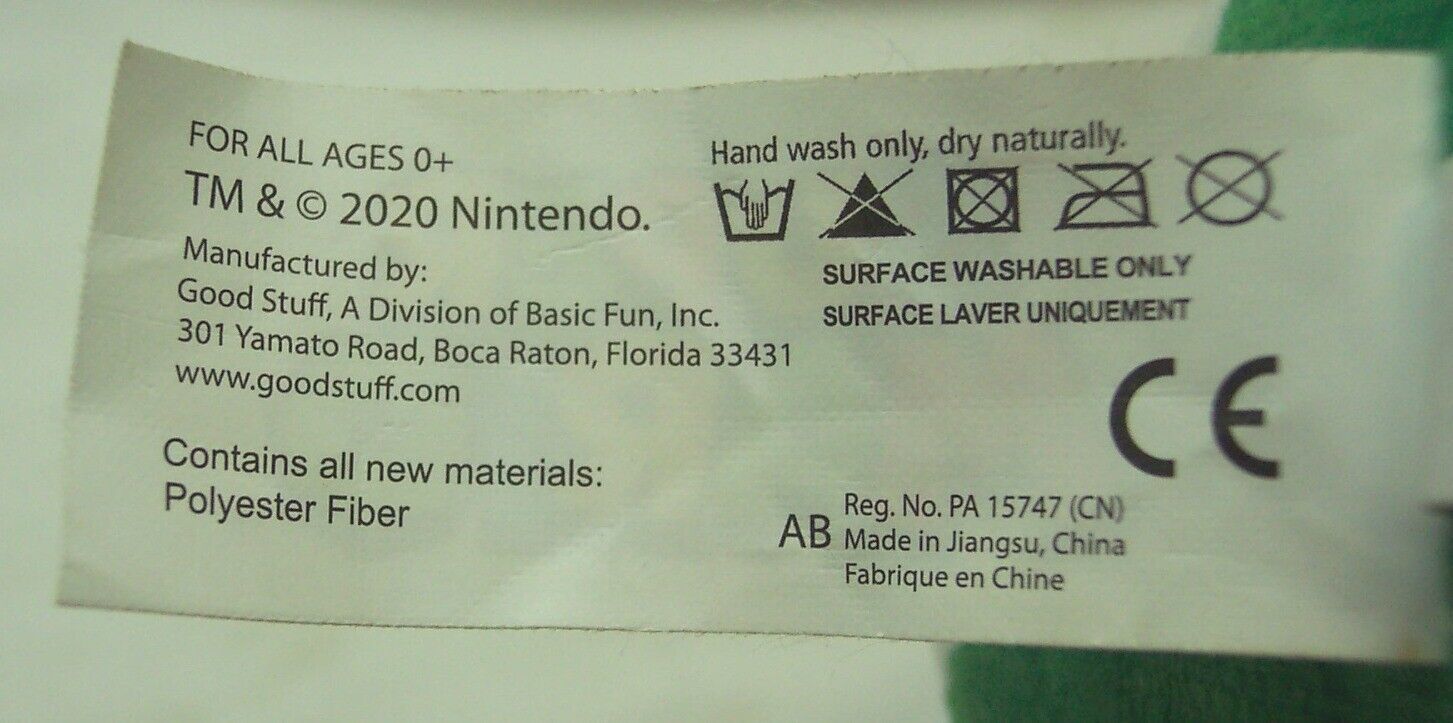 FOR ALL AGES 0+
TM & © 2020 Nintendo.
Manufactured by:
Good Stuff, A Division of Basic Fun, Inc.
301 Yamato Road, Boca Raton, Florida 33431
www.goodstuff.com
Contains all new materials:
Polyester Fiber
Hand wash only, dry naturally.
SURFACE WASHABLE ONLY
SURFACE LAVER UNIQUEMENT
CE
AB
Reg. No. PA 15747 (CN)
Made in Jiangsu, China
Fabrique en Chine